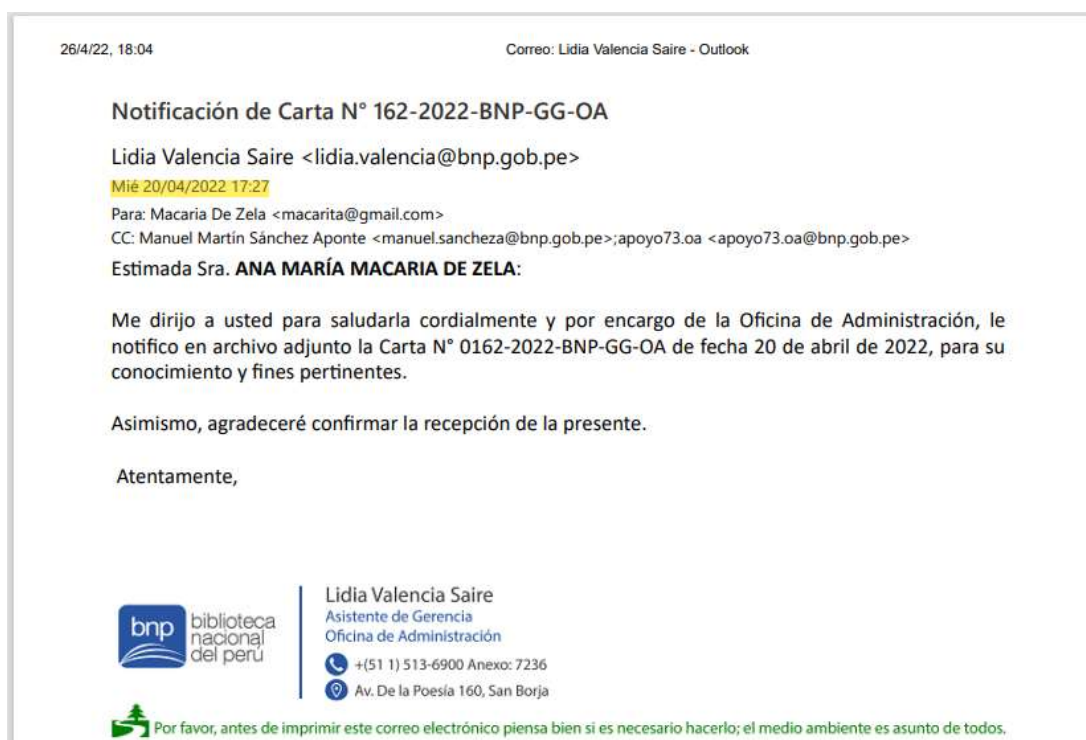 26/4/22, 18:04 Correo: Lidia Valencia Saire - Outlook
Notificación de Carta N° 162-2022-BNP-GG-OA
Lidia Valencia Saire <lidia.valencia@bnp.gob.pe>
Mié 20/04/2022 17:27
Para: Macaria De Zela <macarita@gmail.com>
CC: Manuel Martín Sánchez Aponte <manuel.sancheza@bnp.gob.pe>;apoyo73.oa <apoyo73.oa@bnp.gob.pe>
Estimada Sra. ANA MARÍA MACARIA DE ZELA:
Me dirijo a usted para saludarla cordialmente y por encargo de la Oficina de Administración, le
notifico en archivo adjunto la Carta N° 0162-2022-BNP-GG-OA de fecha 20 de abril de 2022, para su
conocimiento y fines pertinentes.
Asimismo, agradeceré confirmar la recepción de la presente.
Atentamente,
bnp
biblioteca
nacional
del perú
Lidia Valencia Saire
Asistente de Gerencia
Oficina de Administración
+(51 1) 513-6900 Anexo: 7236
Av. De la Poesía 160, San Borja
Por favor, antes de imprimir este correo electrónico piensa bien si es necesario hacerlo; el medio ambiente es asunto de todos.